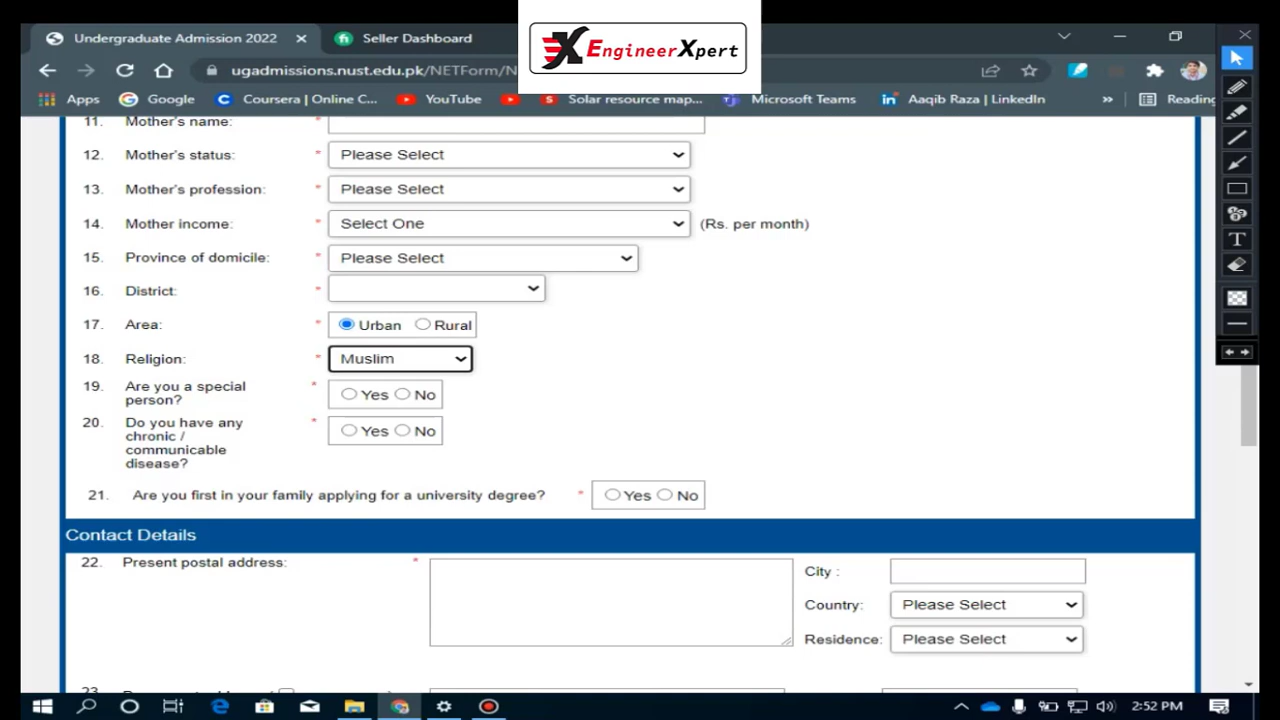 EngineerXpert
Undergraduate Admission 2022
Seller Dashboard
ugadmissions.nust.edu.pk/NETForm/N
Apps
Google
Coursera | Online C...
YouTube
Solar resource map...
Microsoft Teams
Aaqib Raza | LinkedIn
»
Reading
11. Mother's name: *
12. Mother's status: * Please Select
13. Mother's profession: * Please Select
14. Mother income: * Select One (Rs. per month)
15. Province of domicile: * Please Select
16. District: *
17. Area: * Urban Rural
18. Religion: * Muslim
19. Are you a special * Yes No
person?
20. Do you have any * Yes No
chronic /
communicable
disease?
21. Are you first in your family applying for a university degree? * Yes No
Contact Details
22. Present postal address: *
City :
Country: Please Select
Residence: Please Select
23
2:52 PM